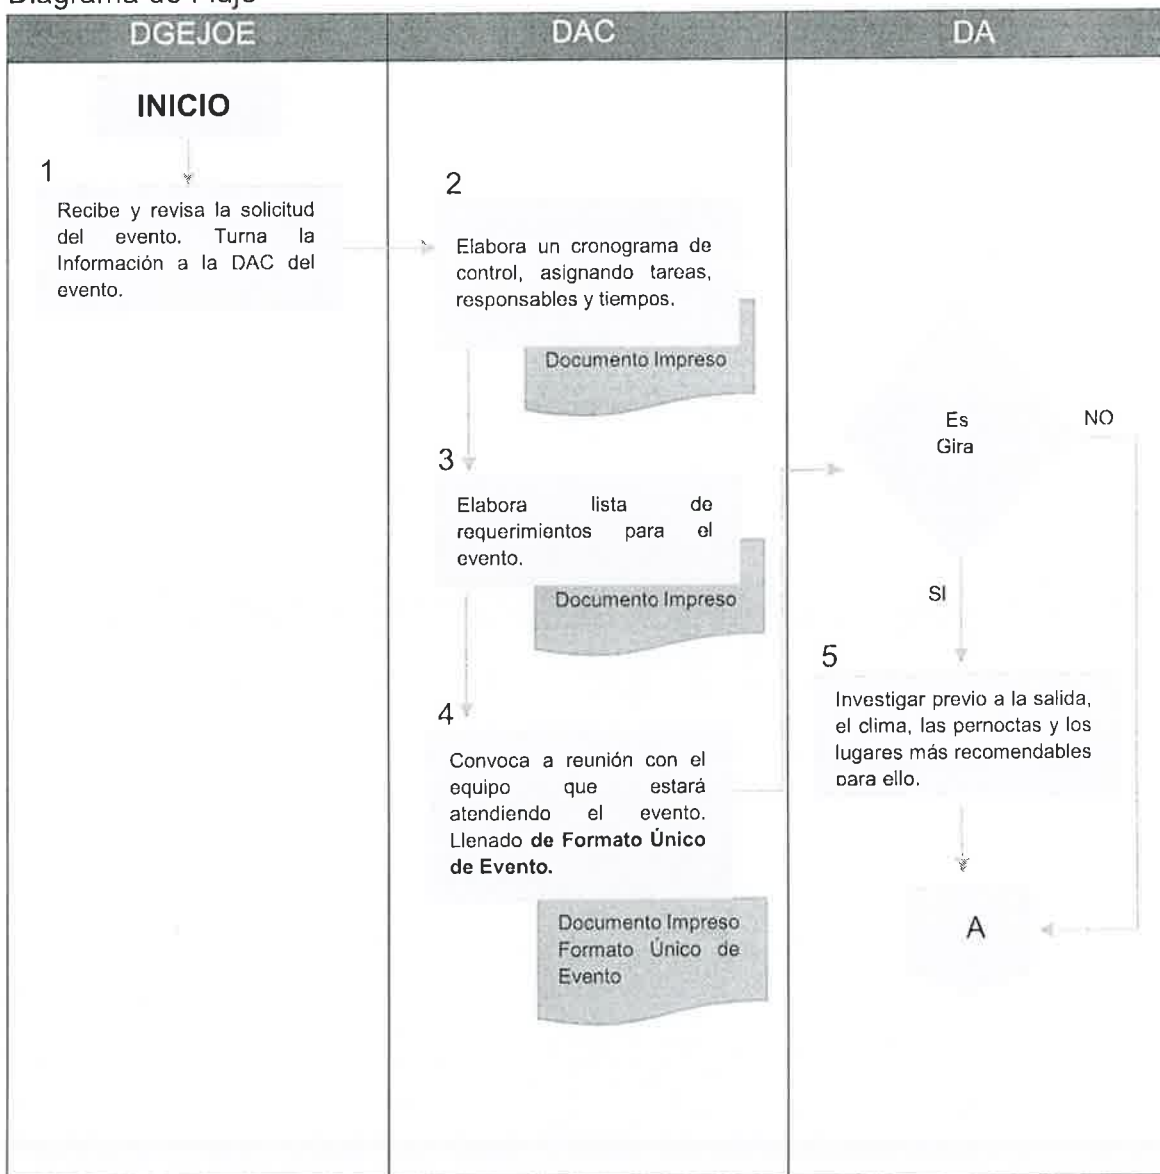 Diagrama de Flujo
DGEJOE
DAC
DA
INICIO
1
Recibe y revisa la solicitud
del evento. Turna la
Información a la DAC del
evento.
2
Elabora un cronograma de
control, asignando tareas,
responsables y tiempos.
Documento Impreso
3
Elabora lista de
requerimientos para el
evento.
Documento Impreso
4
Convoca a reunión con el
equipo que estará
atendiendo el evento.
Llenado de Formato Único
de Evento.
Documento Impreso
Formato Único de
Evento
Es
Gira
NO
SI
5
Investigar previo a la salida,
el clima, las pernoctas y los
lugares más recomendables
para ello.
A